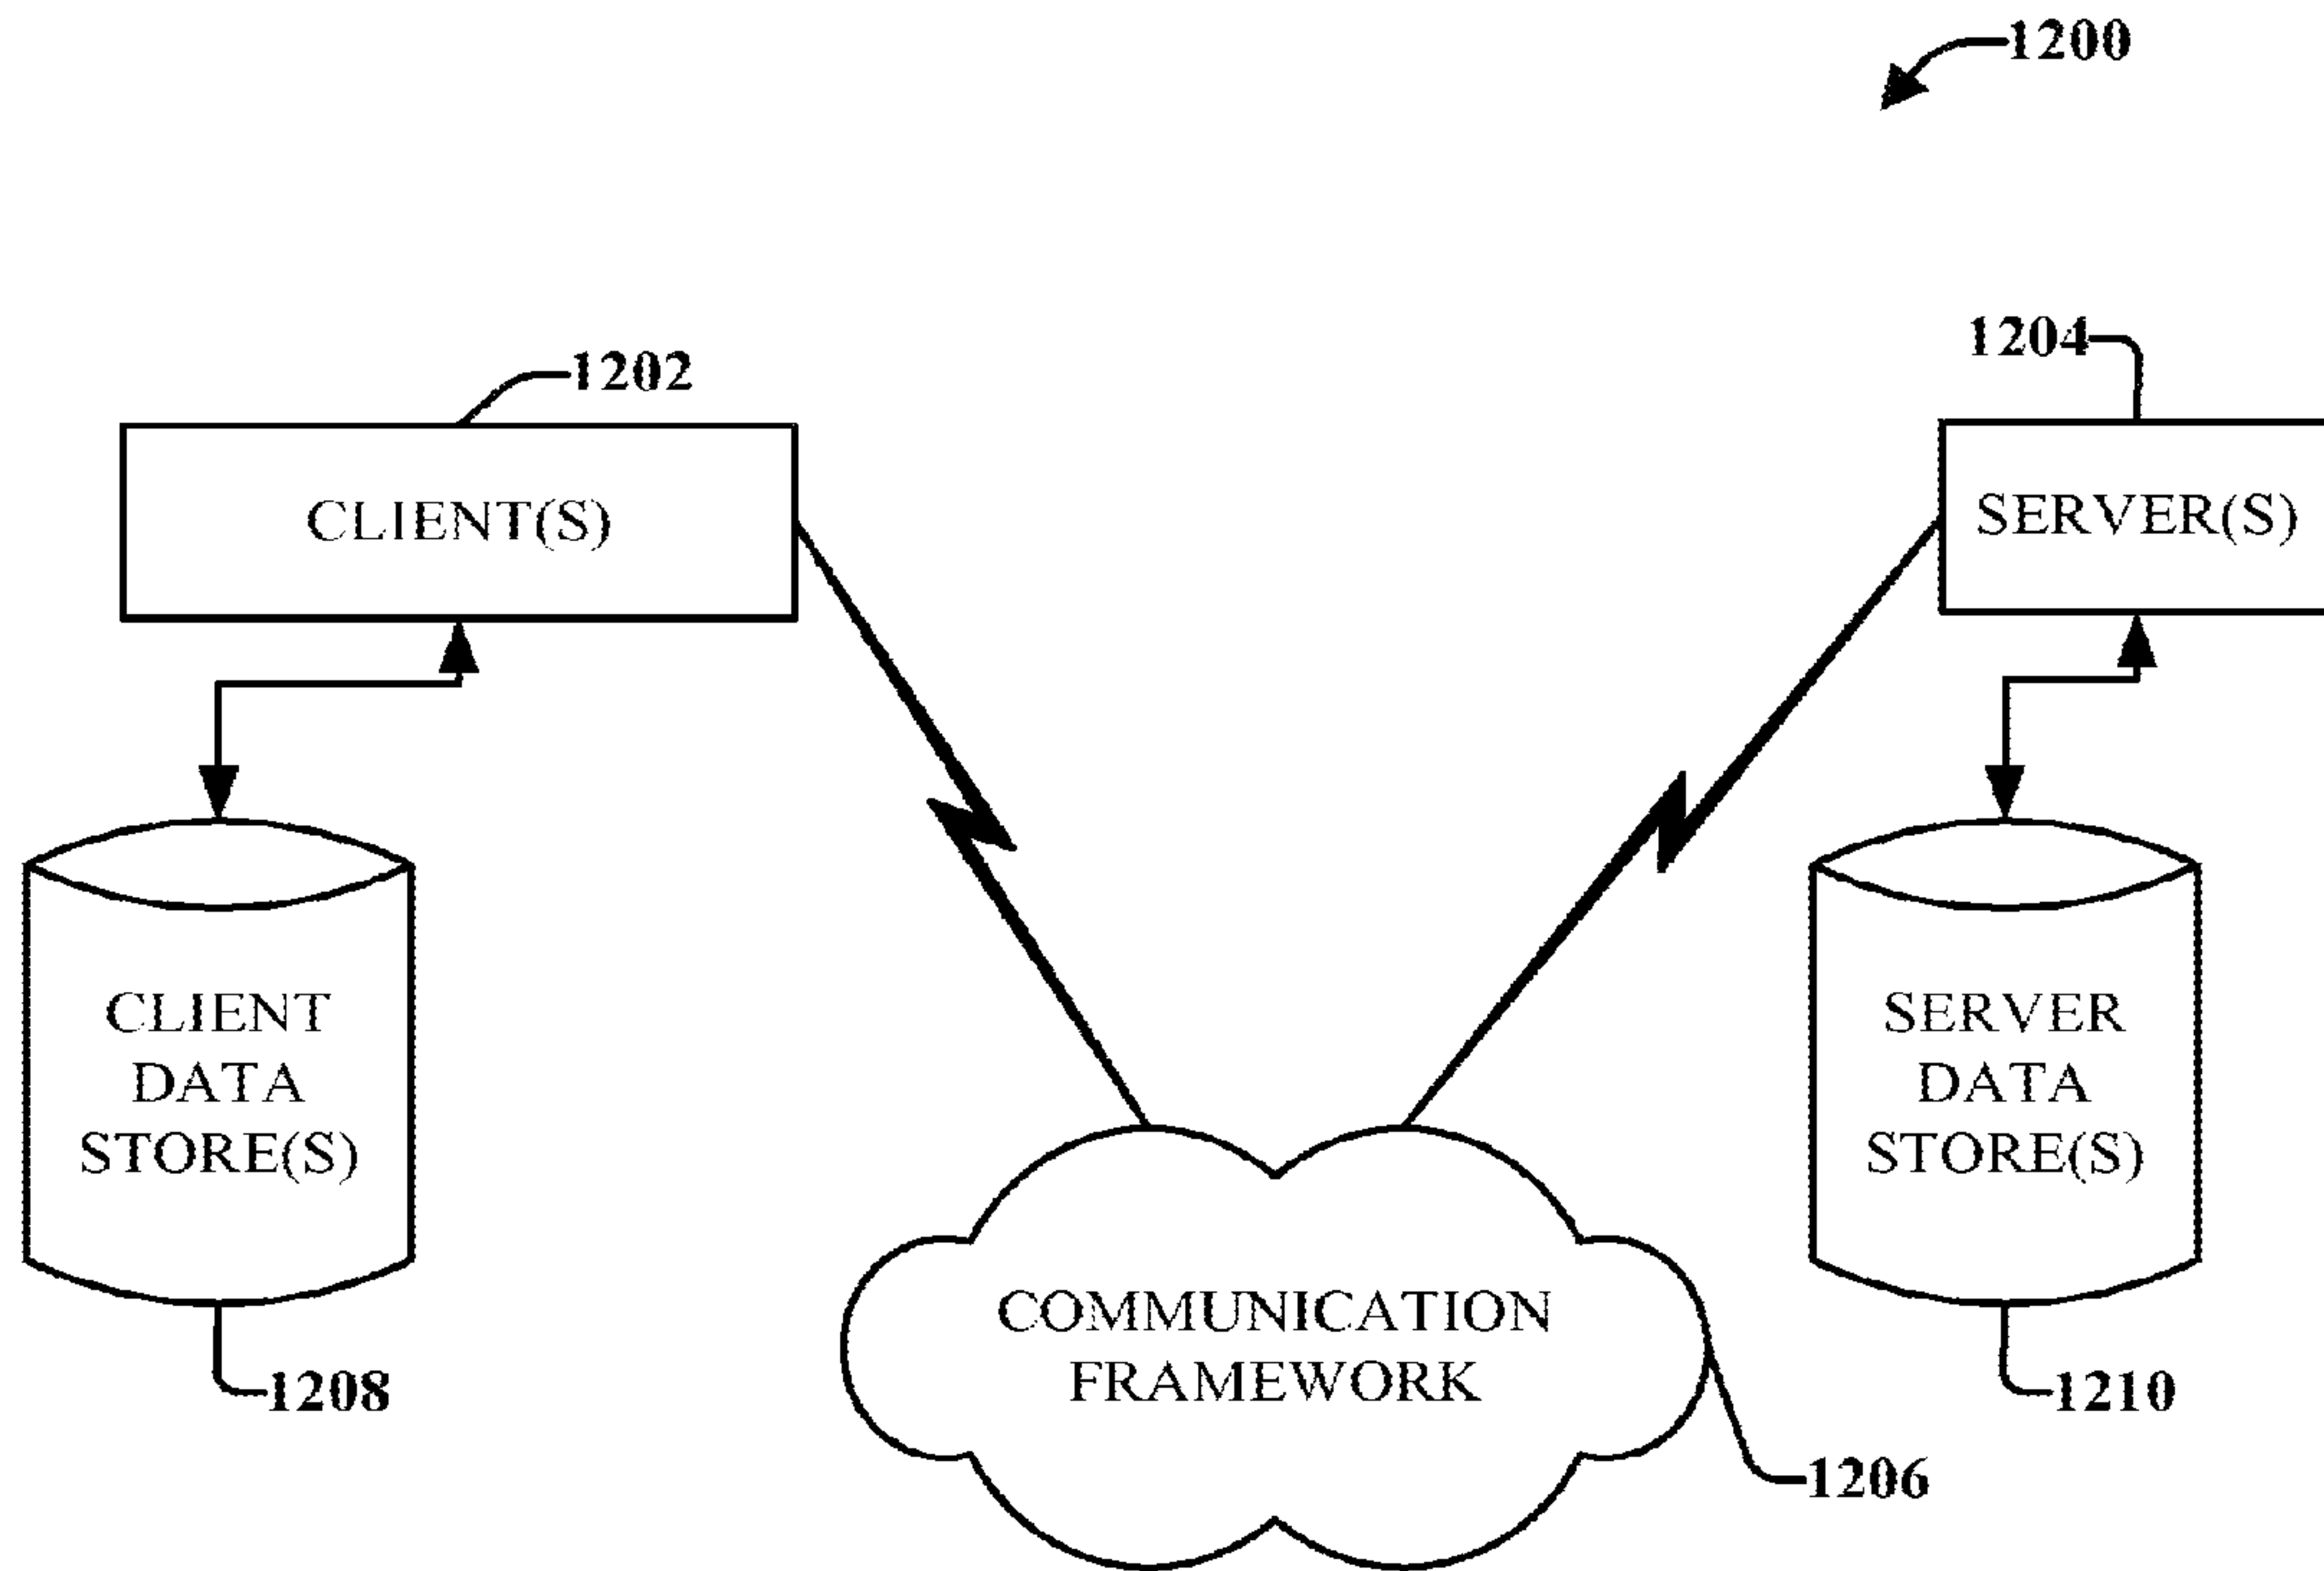 1200
1202
1204
CLIENT(S)
SERVER(S)
CLIENT
DATA
STORE(S)
SERVER
DATA
STORE(S)
COMMUNICATION
FRAMEWORK
1208
1210
1206